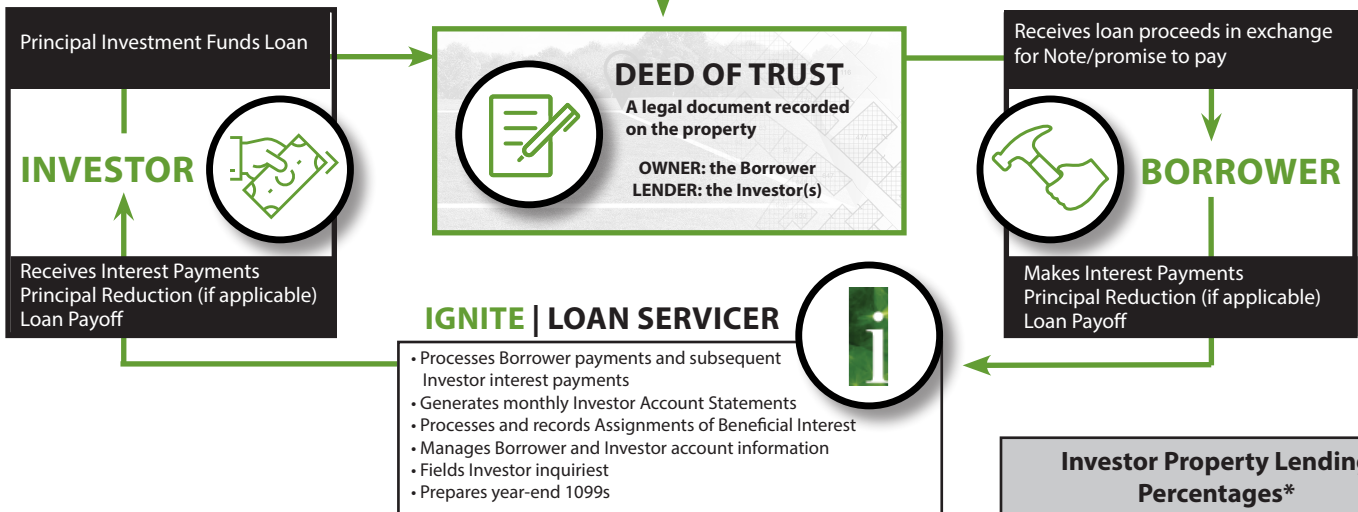 Principal Investment Funds Loan
INVESTOR
Receives Interest Payments
Principal Reduction (if applicable)
Loan Payoff
DEED OF TRUST
A legal document recorded
on the property
OWNER: the Borrower
LENDER: the Investor(s)
Receives loan proceeds in exchange
for Note/promise to pay
BORROWER
Makes Interest Payments
Principal Reduction (if applicable)
Loan Payoff
IGNITE | LOAN SERVICER
i
• Processes Borrower payments and subsequent
Investor interest payments
• Generates monthly Investor Account Statements
• Processes and records Assignments of Beneficial Interest
• Manages Borrower and Investor account information
• Fields Investor inquiriest
• Prepares year-end 1099s
Investor Property Lending
Percentages*